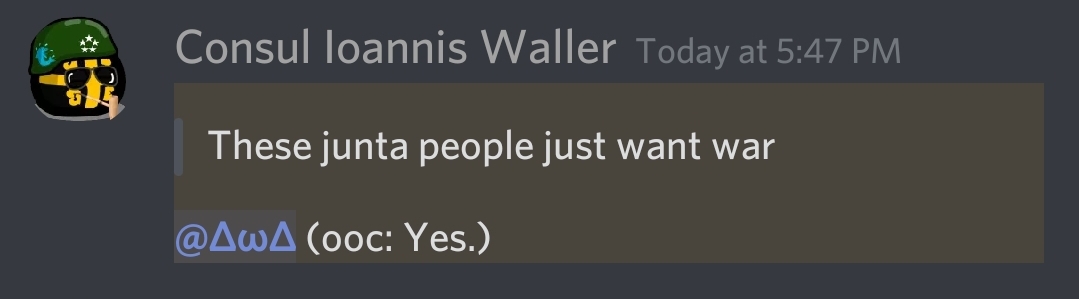 Consul Ioannis Waller Today at 5:47 PM
These junta people just want war
@ΔωΔ (ooc: Yes.)